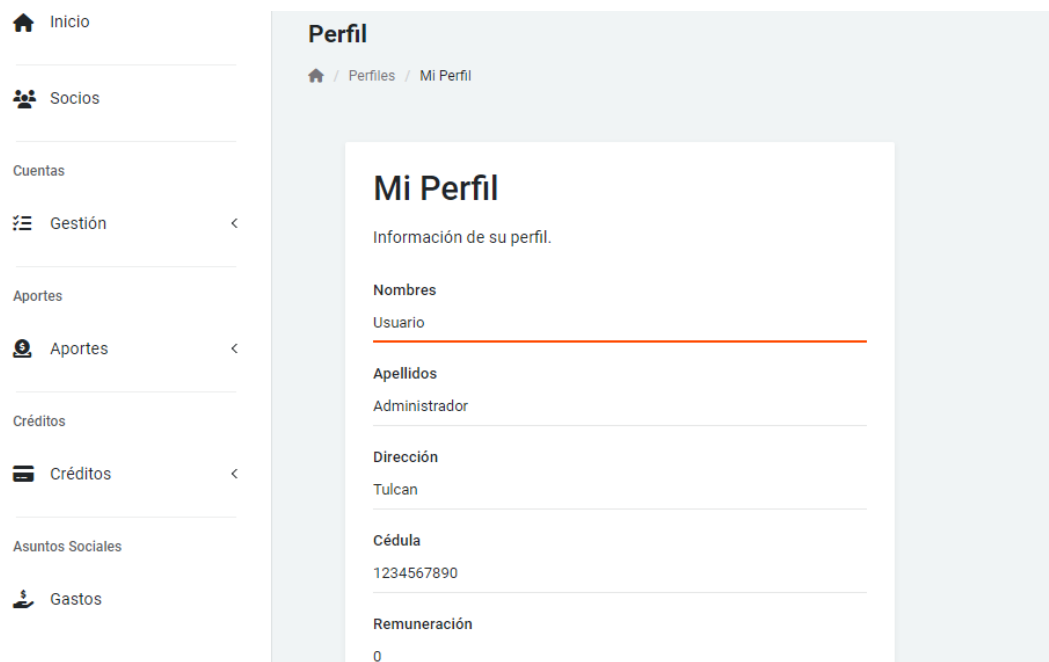 Inicio
Socios
Cuentas
Gestión
Aportes
Aportes
Créditos
Créditos
Asuntos Sociales
Gastos
Perfil
/ Perfiles / Mi Perfil
Mi Perfil
Información de su perfil.
Nombres
Usuario
Apellidos
Administrador
Dirección
Tulcan
Cédula
1234567890
Remuneración
0